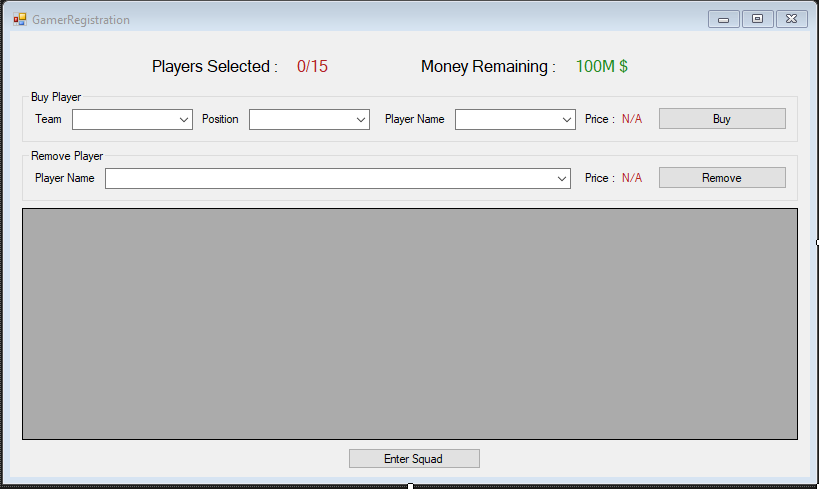 GamerRegistration
Players Selected : 0/15 Money Remaining : 100M $
Buy Player
Team Position Player Name Price : N/A Buy
Remove Player
Player Name Price : N/A Remove
Enter Squad